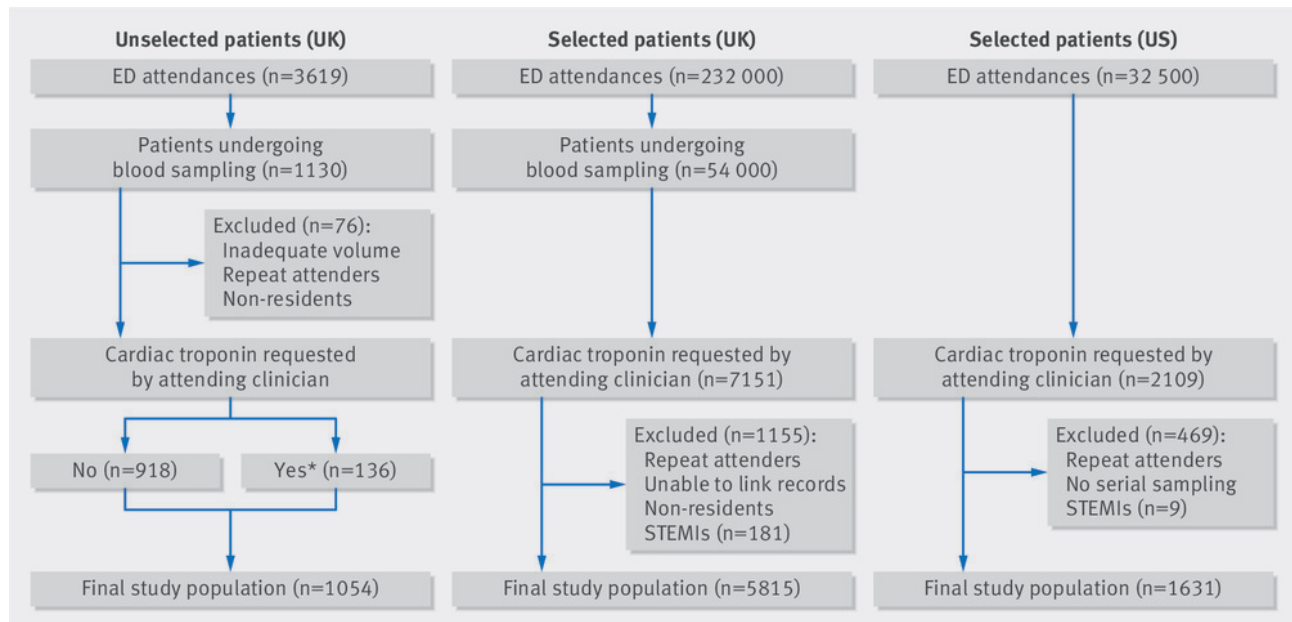 Unselected patients (UK)
ED attendances (n=3619)
Patients undergoing
blood sampling (n=1130)
Excluded (n=76):
Inadequate volume
Repeat attenders
Non-residents
Cardiac troponin requested
by attending clinician
No (n=918)
Yes* (n=136)
Final study population (n=1054)
Selected patients (UK)
ED attendances (n=232 000)
Patients undergoing
blood sampling (n=54 000)
Cardiac troponin requested by
attending clinician (n=7151)
Excluded (n=1155):
Repeat attenders
Unable to link records
Non-residents
STEMIs (n=181)
Final study population (n=5815)
Selected patients (US)
ED attendances (n=32 500)
Cardiac troponin requested by
attending clinician (n=2109)
Excluded (n=469):
Repeat attenders
No serial sampling
STEMIs (n=9)
Final study population (n=1631)